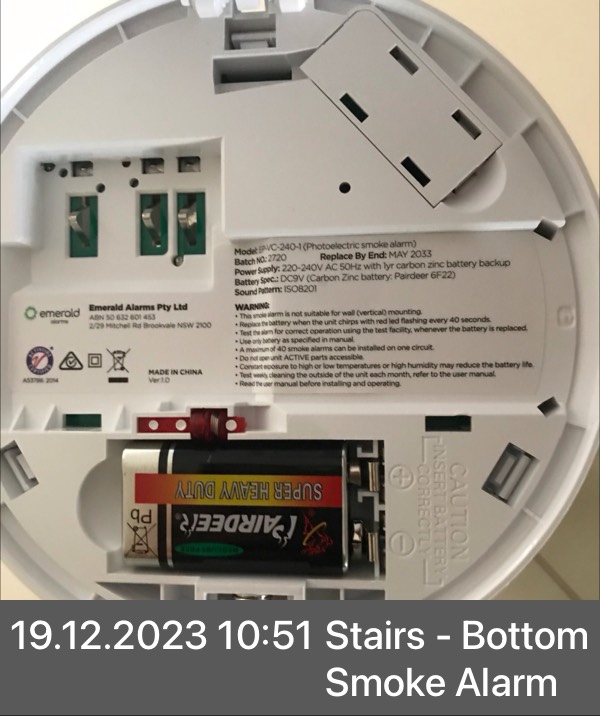 Model: EPVC-240-1 (Photoelectric smoke alarm)
Batch NO: 2720 Replace By End: MAY 2033
Power Supply: 220-240V AC 50Hz with 1yr carbon zinc battery backup
Battery Spec.: DC9V (Carbon Zinc battery: Pairdeer 6F22)
Sound Pattern: ISO8201
emerald
alarms
Emerald Alarms Pty Ltd
ABN 50 632 601 453
2/29 Mitchell Rd Brookvale NSW 2100
WARNING:
• This smoke alarm is not suitable for wall (vertical) mounting.
• Replace the battery when the unit chirps with red led flashing every 40 seconds.
• Test the alarm for correct operation using the test facility, whenever the battery is replaced.
• Use only battery as specified in manual.
• A maximum of 40 smoke alarms can be installed on one circuit.
• Do not open unit ACTIVE parts accessible.
• Constant exposure to high or low temperatures or high humidity may reduce the battery life.
• Test weekly, cleaning the outside of the unit each month, refer to the user manual.
• Read the user manual before installing and operating.
AS3786: 2014
MADE IN CHINA
Ver:1.0
SUPER HEAVY DUTY
PAIRDEER
Pb
CAUTION
INSERT BATTERY
CORRECTLY
19.12.2023 10:51 Stairs - Bottom
Smoke Alarm